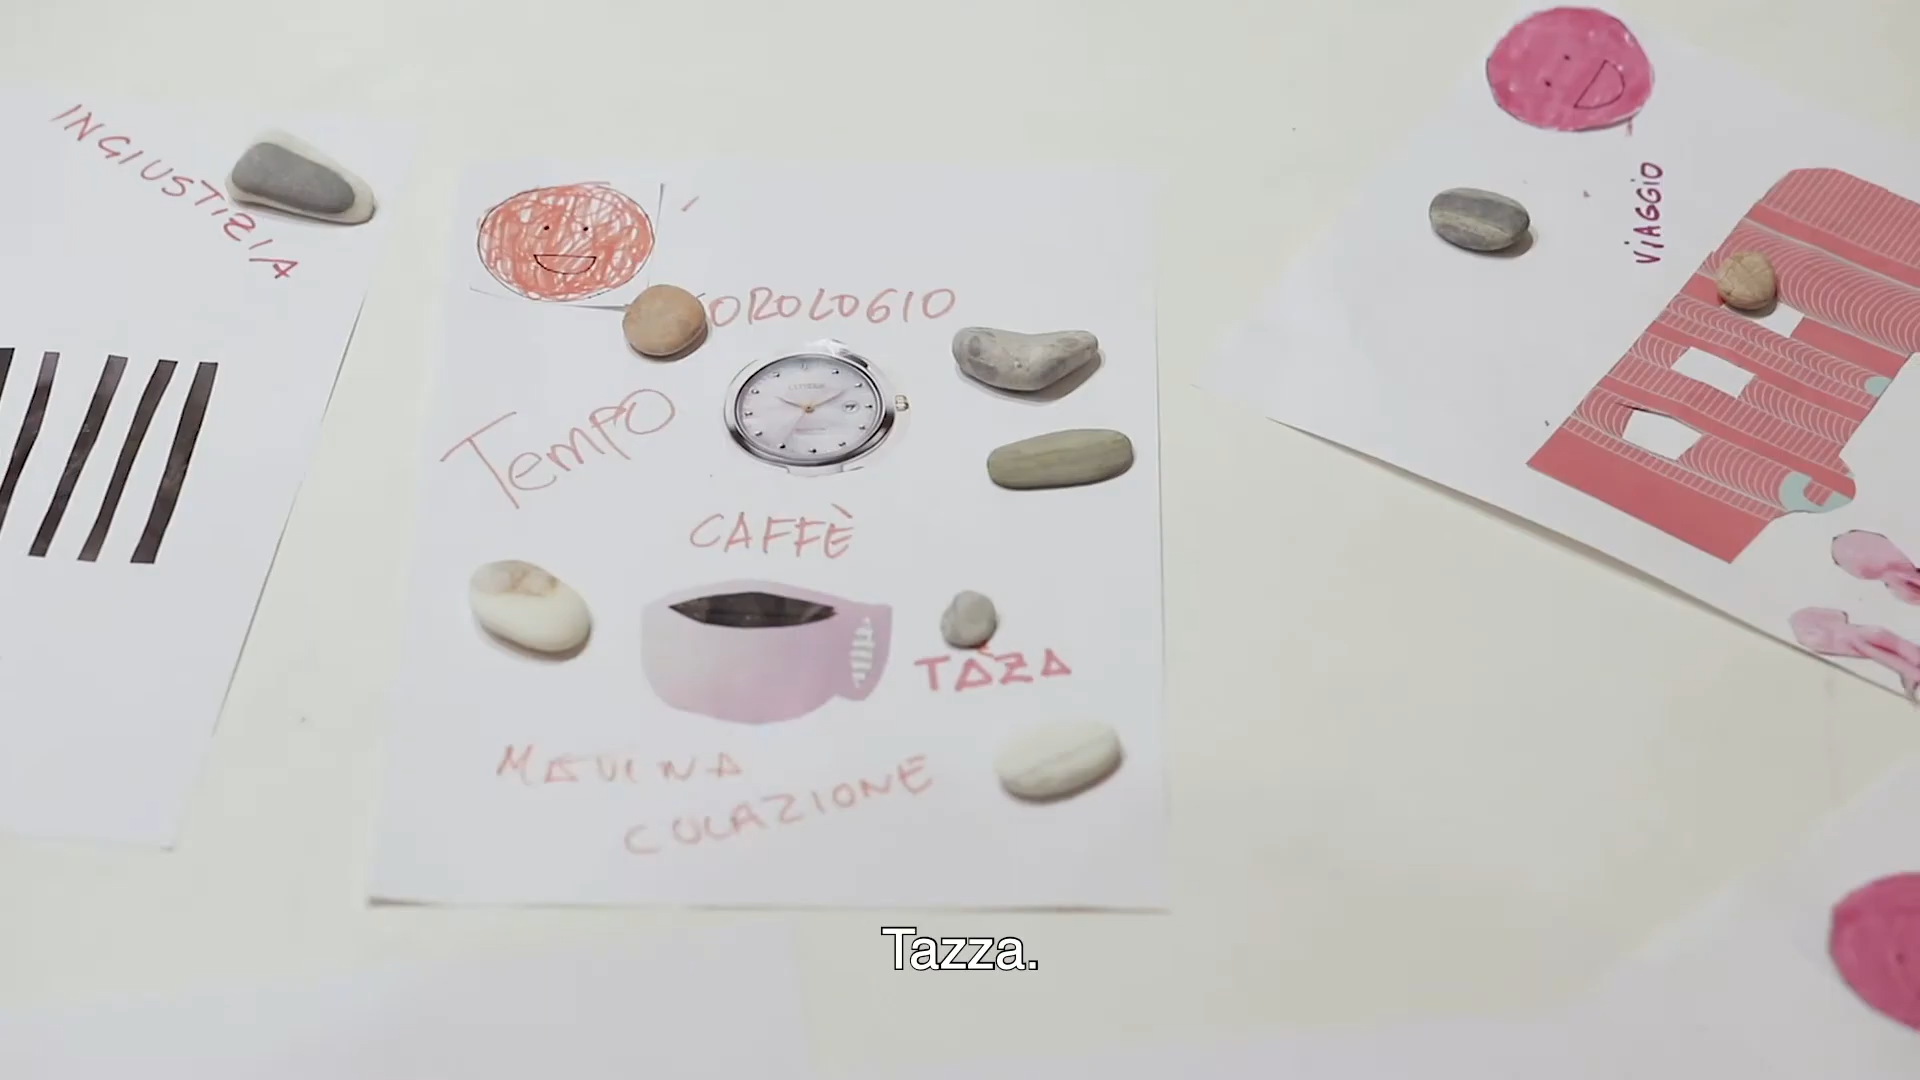 INGIUSTIZIA
OROLOGIO
TemPO
CAFFÈ
TAZA
COLAZIONE
VIAGGIO
Tazza.